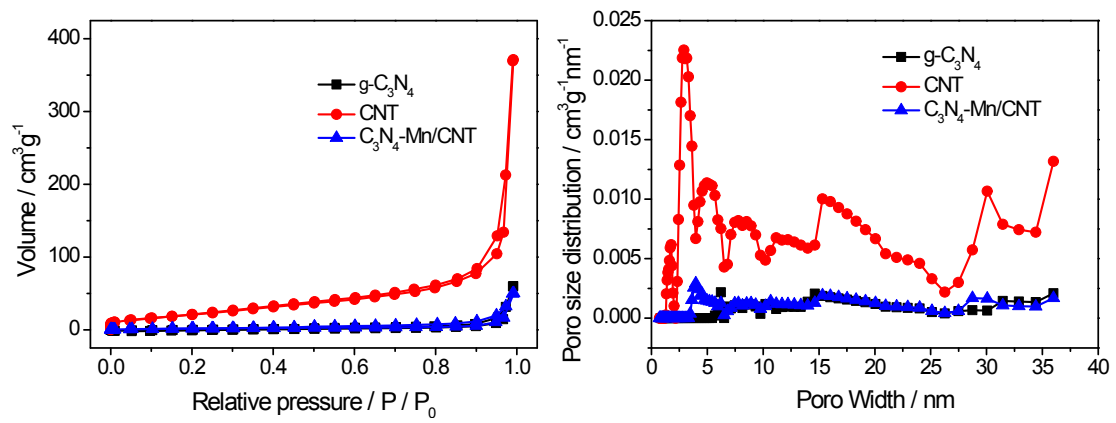 400
300
200
100
0
Volume / cm³g⁻¹
g-C₃N₄
CNT
C₃N₄-Mn/CNT
0.0 0.2 0.4 0.6 0.8 1.0
Relative pressure / P / P₀
0.025
0.020
0.015
0.010
0.005
0.000
Poro size distribution / cm³g⁻¹nm⁻¹
g-C₃N₄
CNT
C₃N₄-Mn/CNT
0 5 10 15 20 25 30 35 40
Poro Width / nm